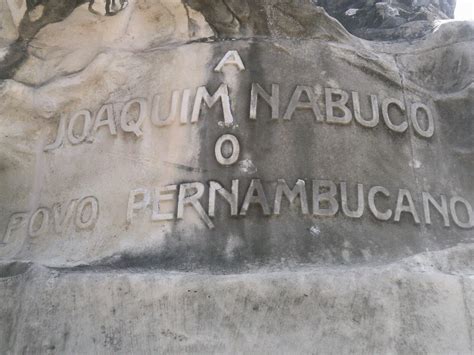 A
JOAQUIM NABUCO
O
POVO PERNAMBUCANO